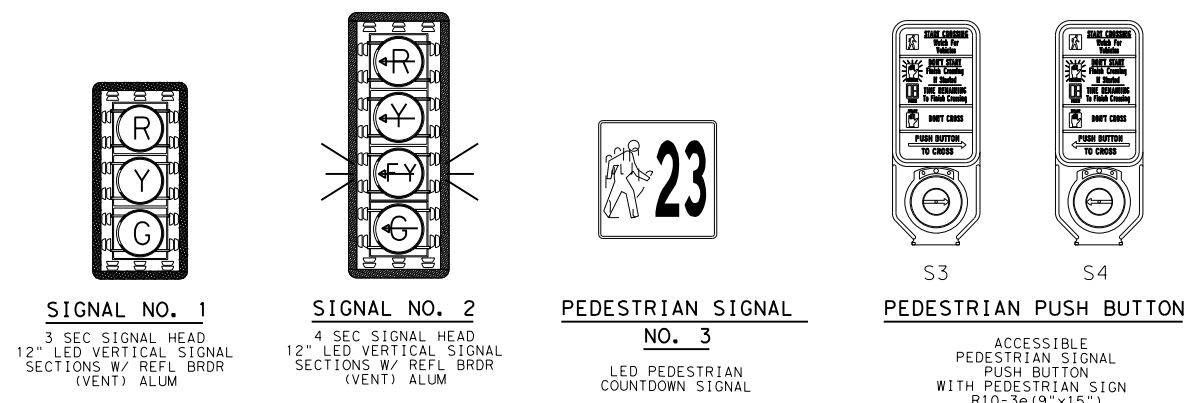 R
Y
G
SIGNAL NO. 1
3 SEC SIGNAL HEAD
12" LED VERTICAL SIGNAL
SECTIONS W/ REFL BRDR
(VENT) ALUM
R
Y
FY
G
SIGNAL NO. 2
4 SEC SIGNAL HEAD
12" LED VERTICAL SIGNAL
SECTIONS W/ REFL BRDR
(VENT) ALUM
23
PEDESTRIAN SIGNAL
NO. 3
LED PEDESTRIAN
COUNTDOWN SIGNAL
START CROSSING
Watch For
Vehicles
DON'T START
Finish Crossing
If Started
TIME REMAINING
To Finish Crossing
DON'T CROSS
PUSH BUTTON
TO CROSS
S3
START CROSSING
Watch For
Vehicles
DON'T START
Finish Crossing
If Started
TIME REMAINING
To Finish Crossing
DON'T CROSS
PUSH BUTTON
TO CROSS
S4
PEDESTRIAN PUSH BUTTON
ACCESSIBLE
PEDESTRIAN SIGNAL
PUSH BUTTON
WITH PEDESTRIAN SIGN
R10-3e(9"x15")